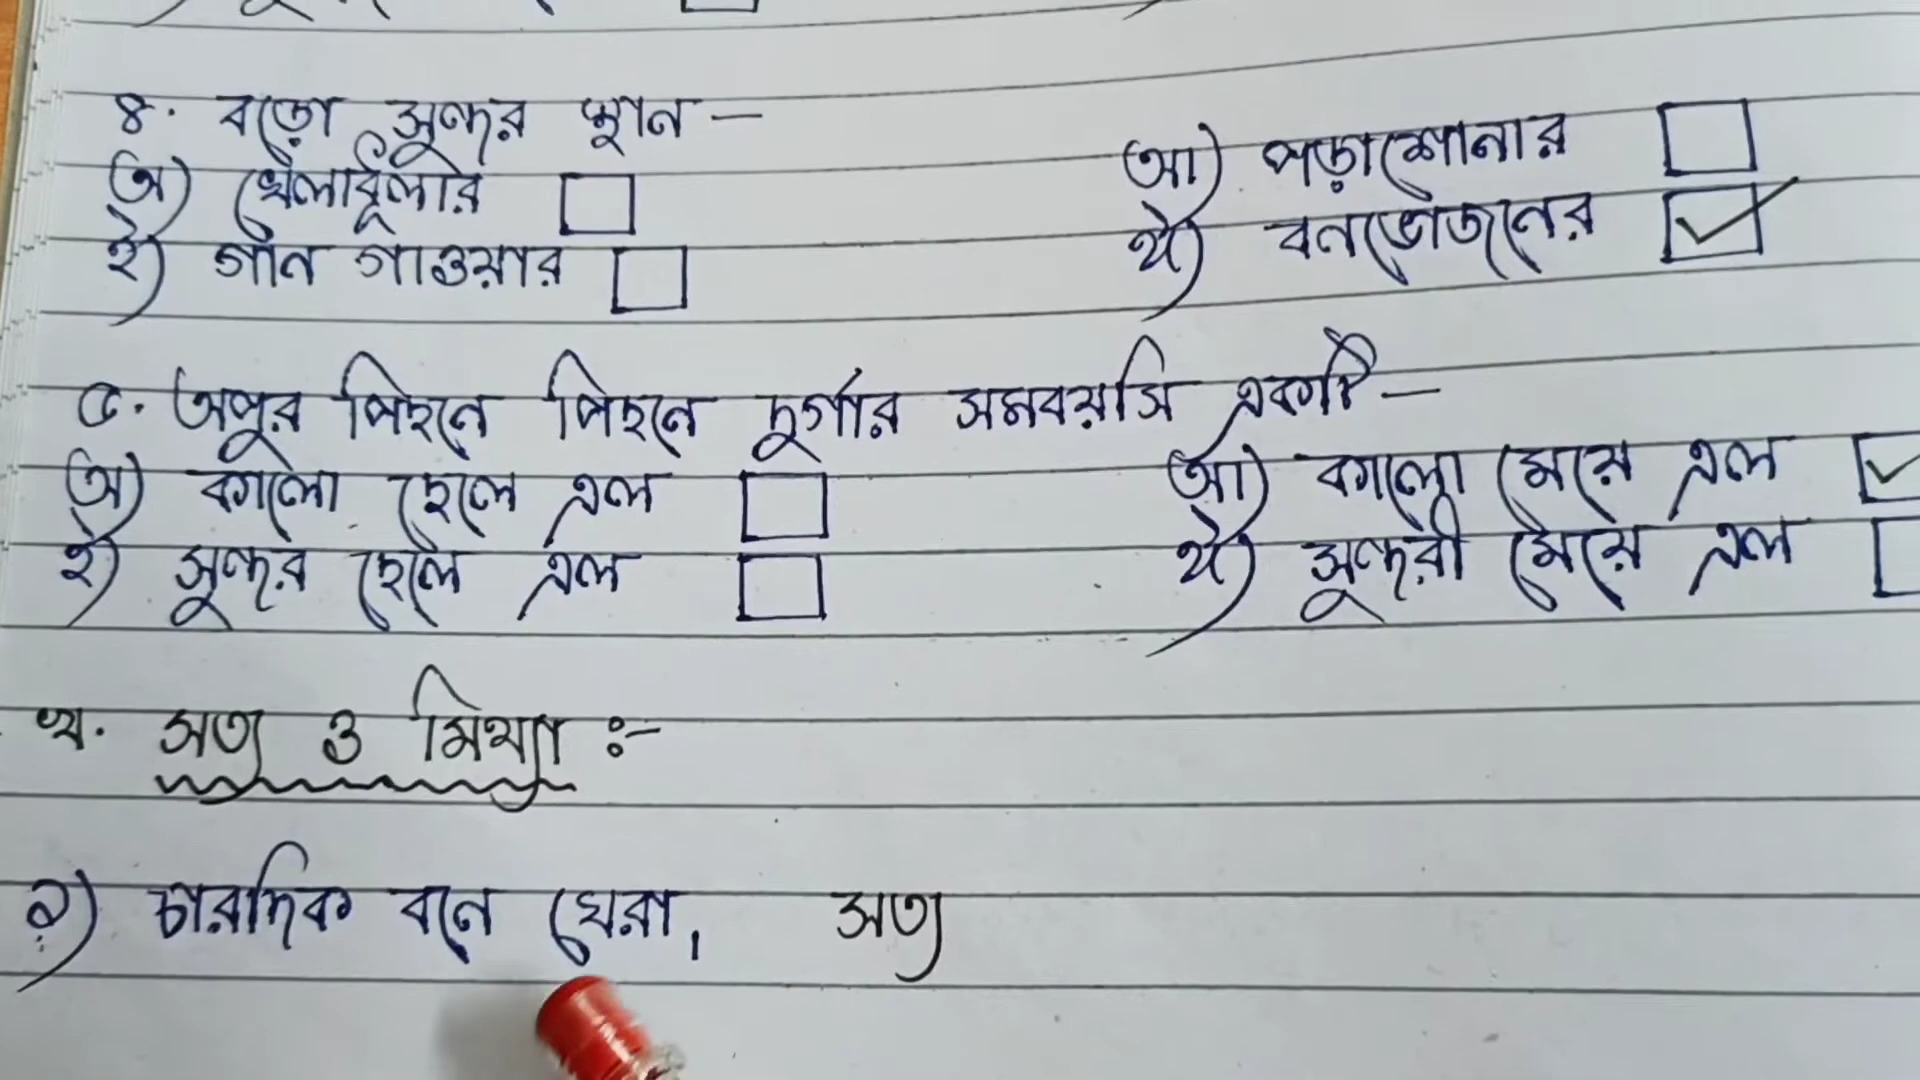 ৪. বড়ো সুন্দর স্থান —
অ) খেলাধূলার আ) পড়াশোনার
ই) গান গাওয়ার ঈ) বনভোজনের
৫. অপুর পিছনে পিছনে দুর্গার সমবয়সি একটি —
অ) কালো ছেলে এল আ) কালো মেয়ে এল
ই) সুন্দর ছেলে এল ঈ) সুন্দরী মেয়ে এল
খ. সত্য ও মিথ্যা :-
১) চারদিক বনে ঘেরা, সত্য